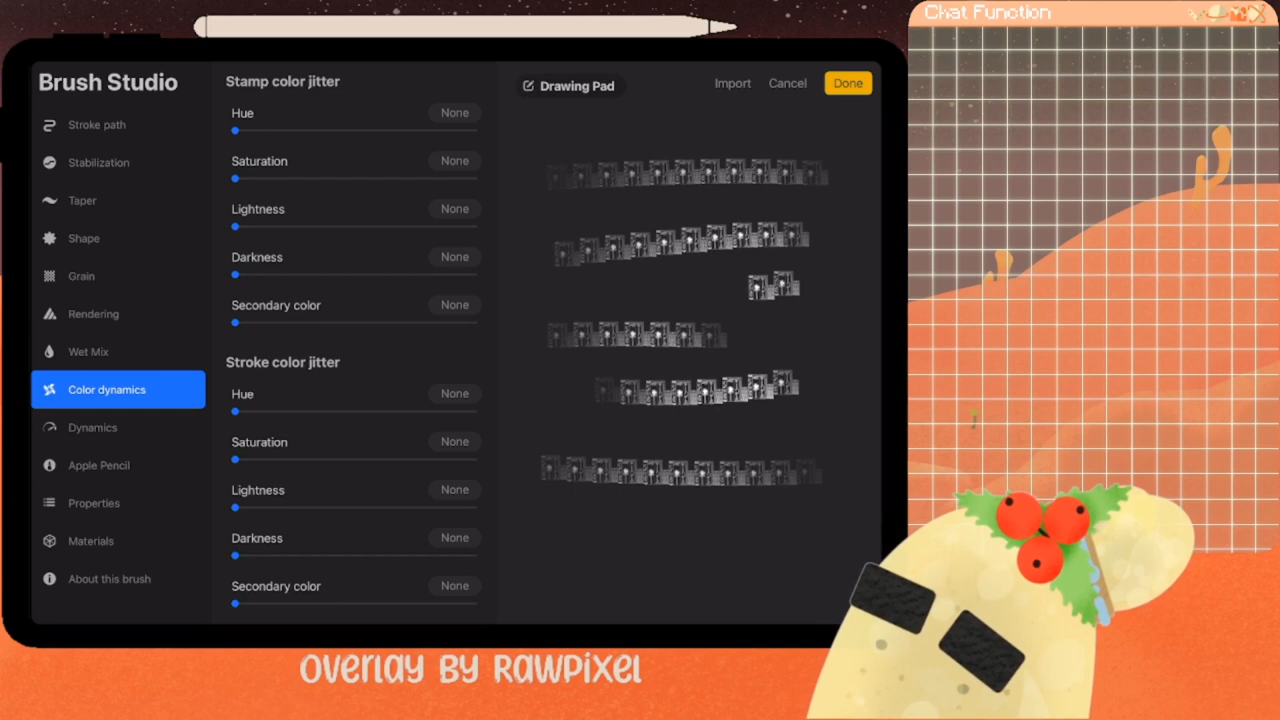 Chat Function
Brush Studio
Stroke path
Stabilization
Taper
Shape
Grain
Rendering
Wet Mix
Color dynamics
Dynamics
Apple Pencil
Properties
Materials
About this brush
Stamp color jitter
Hue None
Saturation None
Lightness None
Darkness None
Secondary color None
Stroke color jitter
Hue None
Saturation None
Lightness None
Darkness None
Secondary color None
Drawing Pad
Import Cancel Done
OVERLAY BY RAWPIXEL